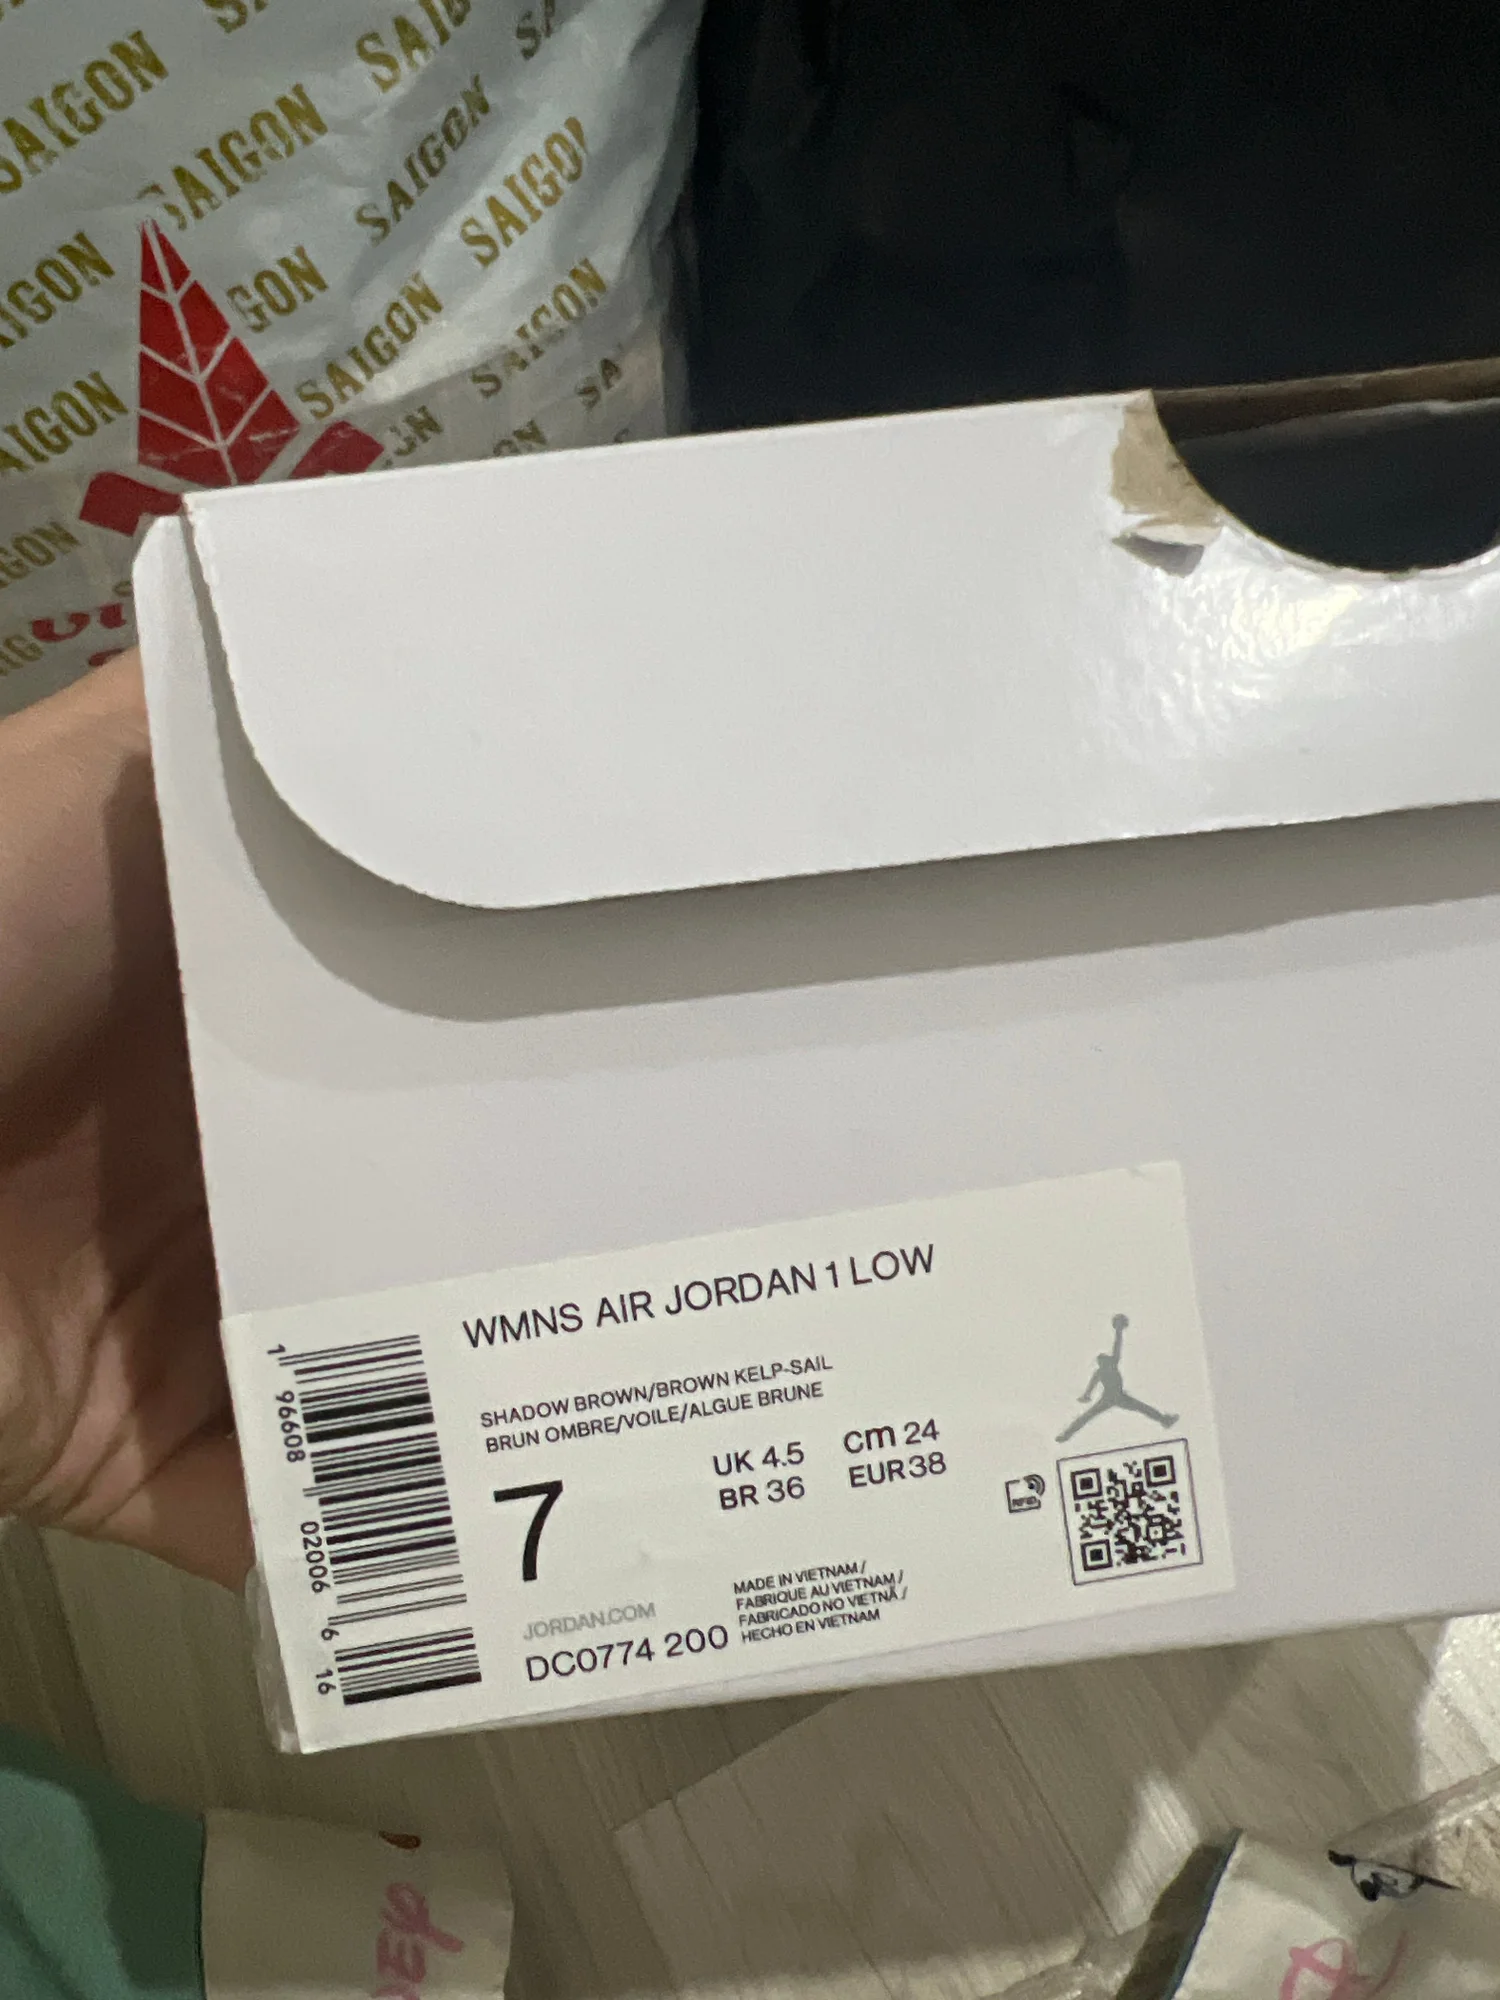 SAIGON
SAIGON
SAIGON
SAIGON
SAIGON
SAIGON
SAIGON
WMNS AIR JORDAN 1 LOW
SHADOW BROWN/BROWN KELP-SAIL
BRUN OMBRE/VOILE/ALGUE BRUNE
7
UK 4.5 cm 24
BR 36 EUR 38
JORDAN.COM
DC0774 200
MADE IN VIETNAM /
FABRIQUE AU VIETNAM /
FABRICADO NO VIETNÃ /
HECHO EN VIETNAM
RFID
1 96608 02006 6 16